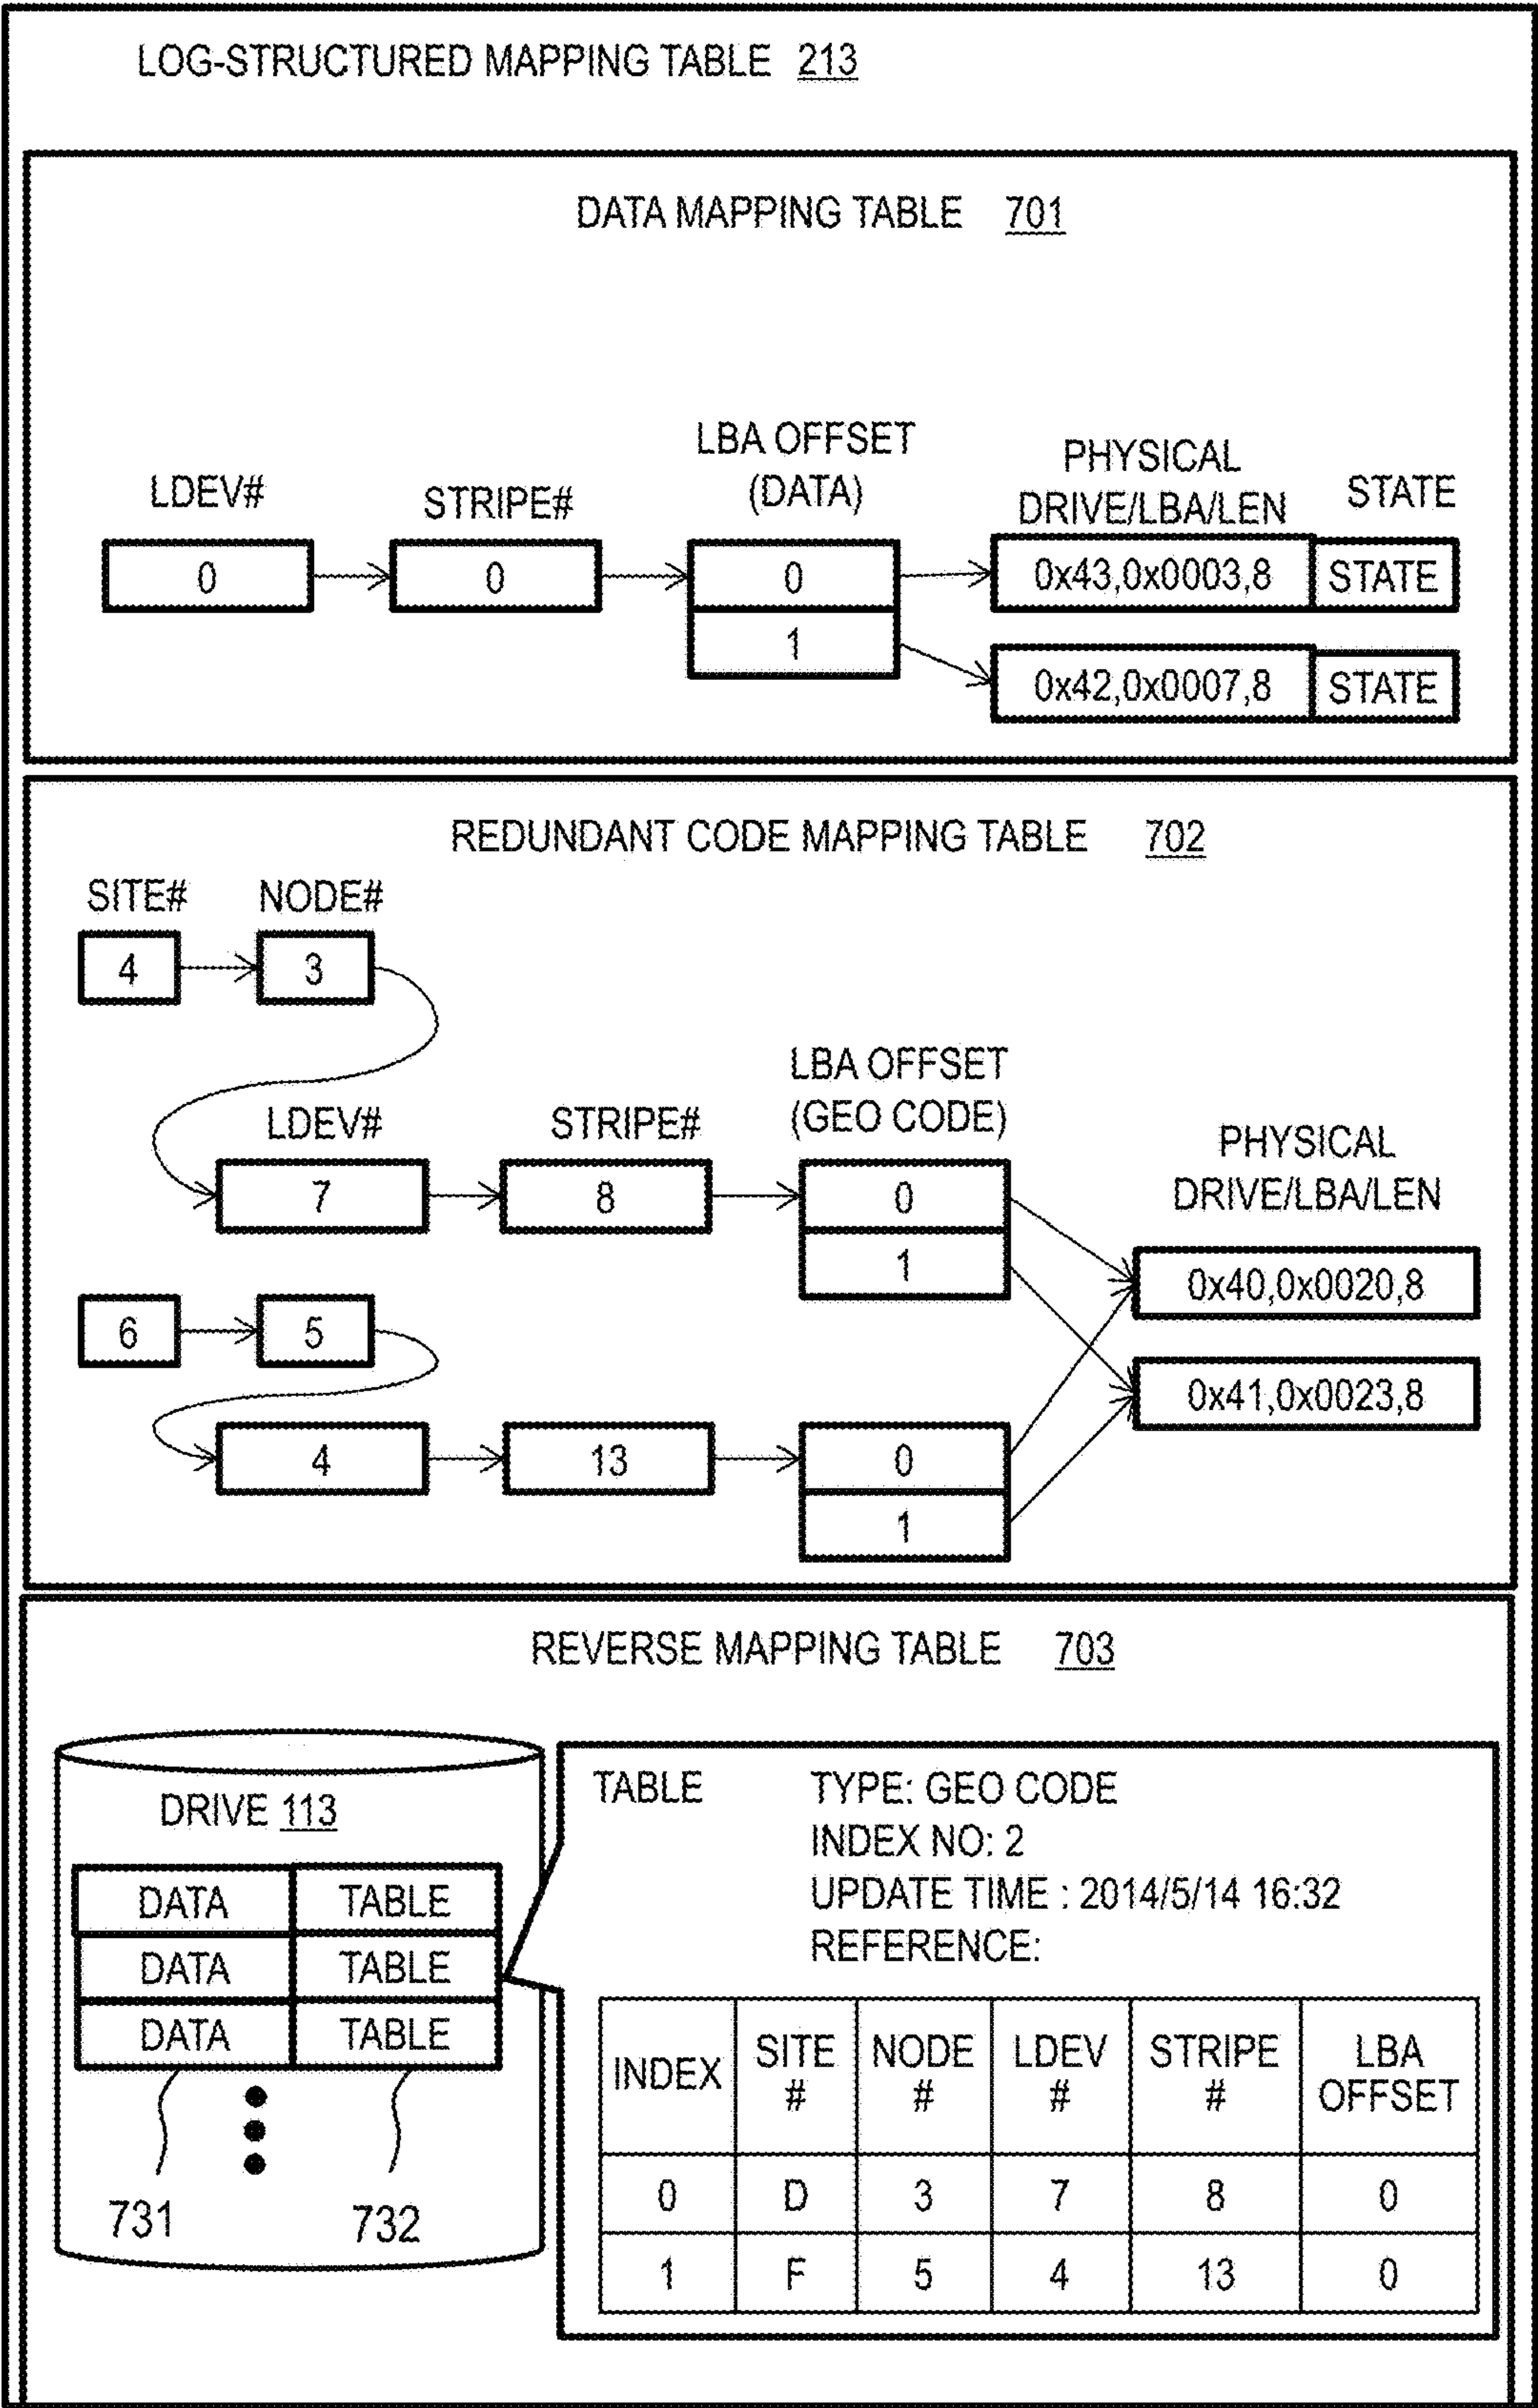 LOG-STRUCTURED MAPPING TABLE 213
DATA MAPPING TABLE 701
LDEV#
STRIPE#
LBA OFFSET
(DATA)
PHYSICAL
DRIVE/LBA/LEN
STATE
0
0
0
0x43,0x0003,8
STATE
1
0x42,0x0007,8
STATE
REDUNDANT CODE MAPPING TABLE 702
SITE#
NODE#
4
3
LDEV#
STRIPE#
LBA OFFSET
(GEO CODE)
PHYSICAL
DRIVE/LBA/LEN
7
8
0
1
0x40,0x0020,8
6
5
0x41,0x0023,8
4
13
0
1
REVERSE MAPPING TABLE 703
DRIVE 113
DATA TABLE
DATA TABLE
DATA TABLE
731
732
TABLE
TYPE: GEO CODE
INDEX NO: 2
UPDATE TIME : 2014/5/14 16:32
REFERENCE:
INDEX
SITE
#
NODE
#
LDEV
#
STRIPE
#
LBA
OFFSET
0 D 3 7 8 0
1 F 5 4 13 0